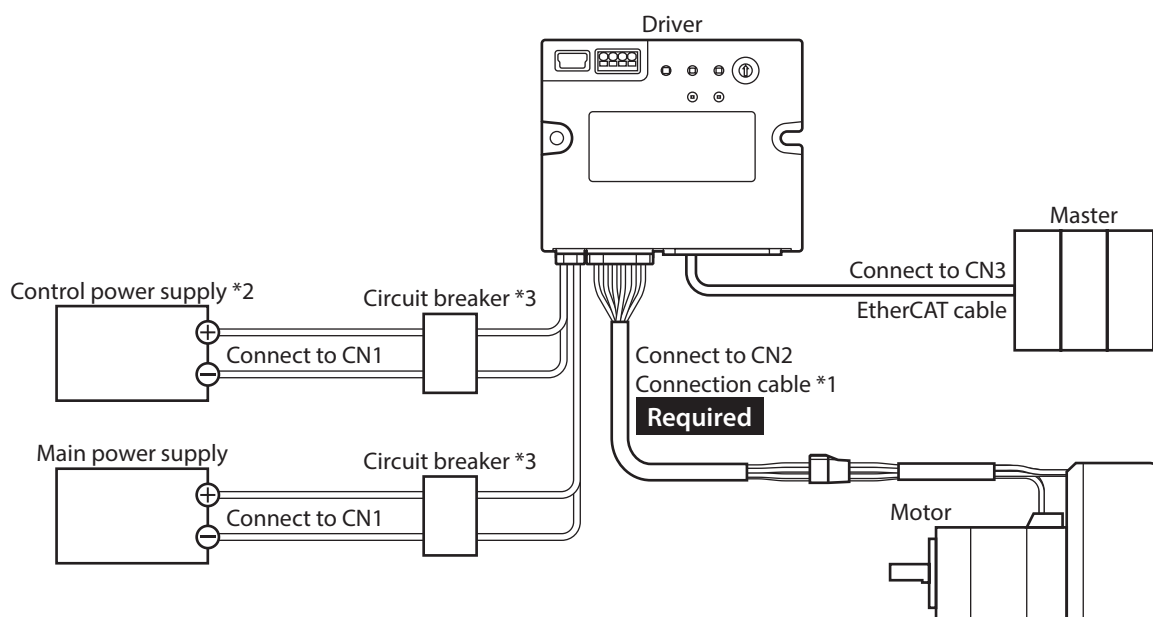 Driver
Master
Connect to CN3
EtherCAT cable
Control power supply *2
Circuit breaker *3
Connect to CN1
Connect to CN2
Connection cable *1
Required
Main power supply
Circuit breaker *3
Connect to CN1
Motor